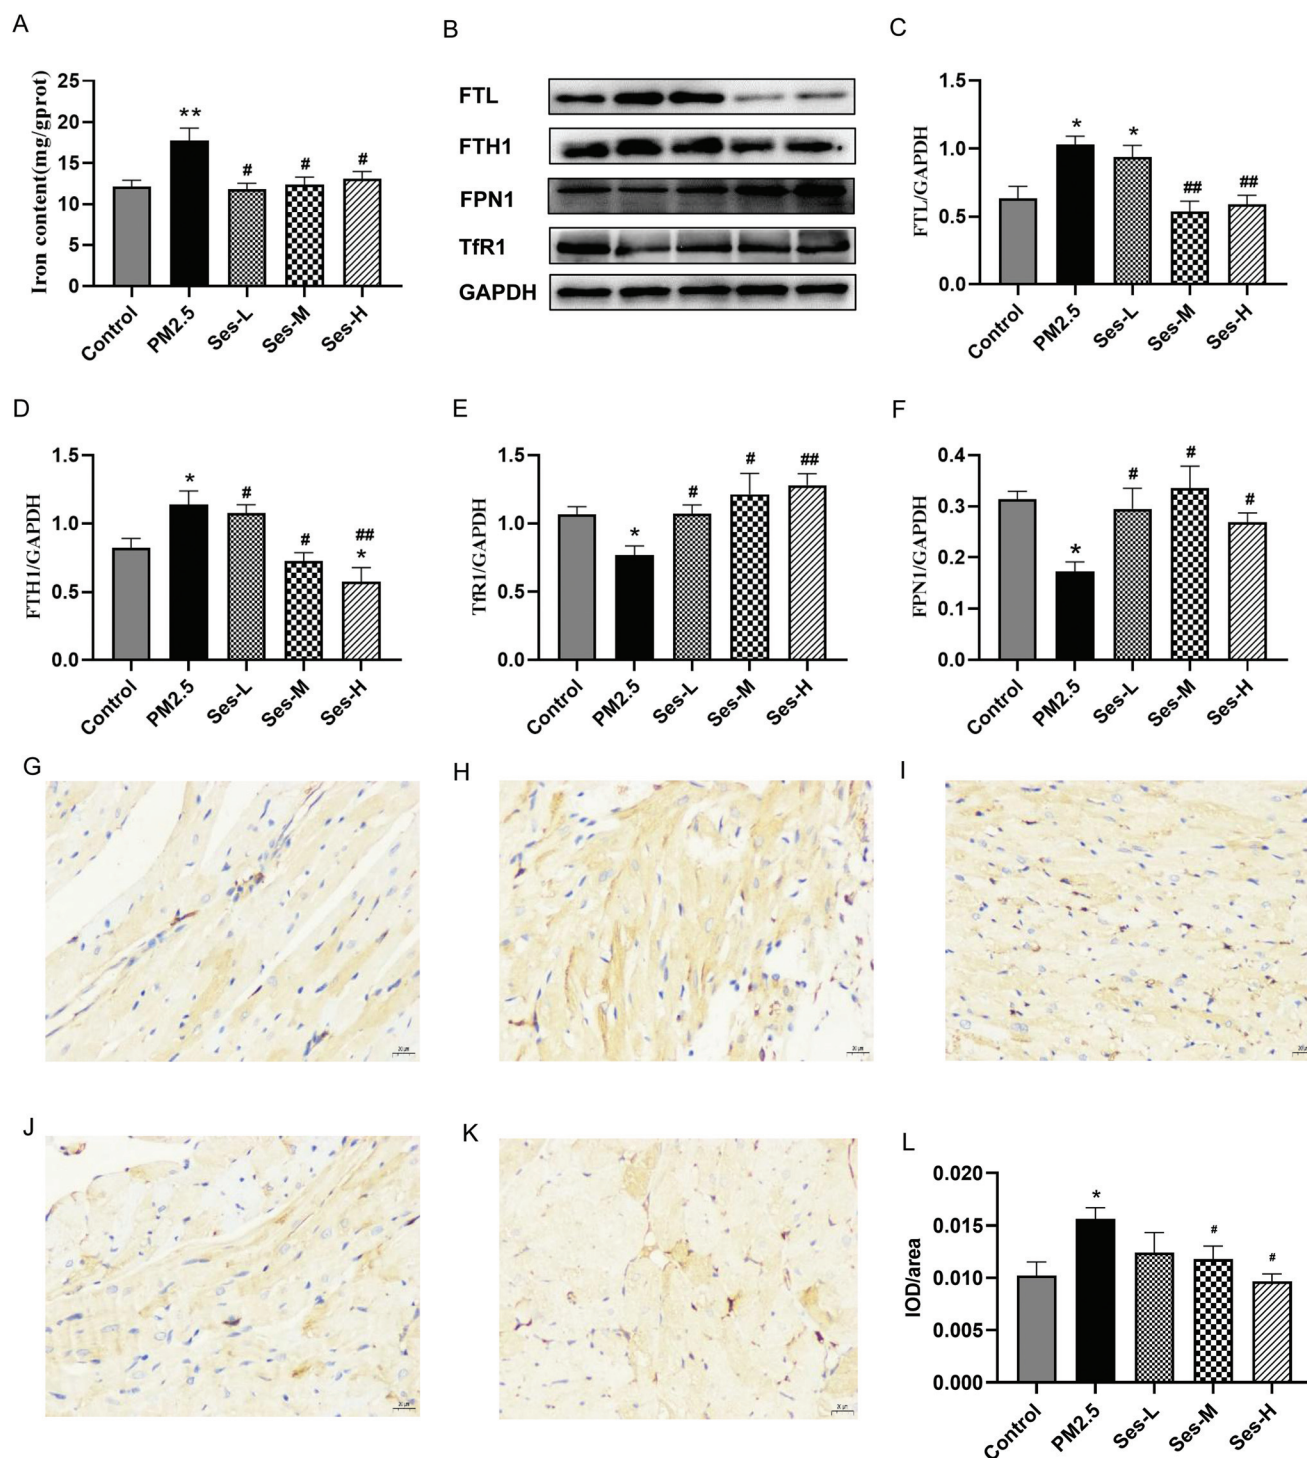 A
Iron content(mg/gprot)
25
20
15
10
5
0
**
#
#
#
Control
PM2.5
Ses-L
Ses-M
Ses-H
B
FTL
FTH1
FPN1
TfR1
GAPDH
C
FTL/GAPDH
1.5
1.0
0.5
0.0
*
*
##
##
Control
PM2.5
Ses-L
Ses-M
Ses-H
D
FTH1/GAPDH
1.5
1.0
0.5
0.0
*
#
#
##
*
Control
PM2.5
Ses-L
Ses-M
Ses-H
E
TfR1/GAPDH
1.5
1.0
0.5
0.0
*
#
#
##
Control
PM2.5
Ses-L
Ses-M
Ses-H
F
FPN1/GAPDH
0.4
0.3
0.2
0.1
0.0
*
#
#
#
Control
PM2.5
Ses-L
Ses-M
Ses-H
G
H
I
J
K
L
IOD/area
0.020
0.015
0.010
0.005
0.000
*
#
#
Control
PM2.5
Ses-L
Ses-M
Ses-H